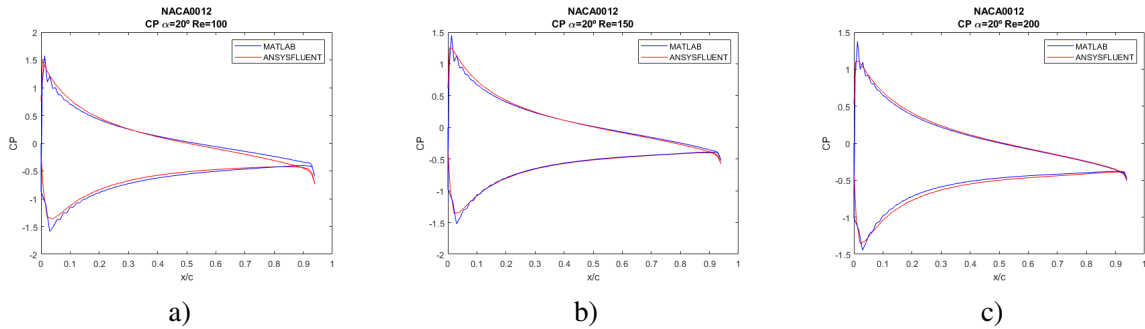 NACA0012
CP α=20º Re=100
MATLAB
ANSYSFLUENT
2
1.5
1
0.5
0
-0.5
-1
-1.5
-2
CP
0 0.1 0.2 0.3 0.4 0.5 0.6 0.7 0.8 0.9 1
x/c
a)
NACA0012
CP α=20º Re=150
MATLAB
ANSYSFLUENT
1.5
1
0.5
0
-0.5
-1
-1.5
-2
CP
0 0.1 0.2 0.3 0.4 0.5 0.6 0.7 0.8 0.9 1
x/c
b)
NACA0012
CP α=20º Re=200
MATLAB
ANSYSFLUENT
1.5
1
0.5
0
-0.5
-1
-1.5
CP
0 0.1 0.2 0.3 0.4 0.5 0.6 0.7 0.8 0.9 1
x/c
c)